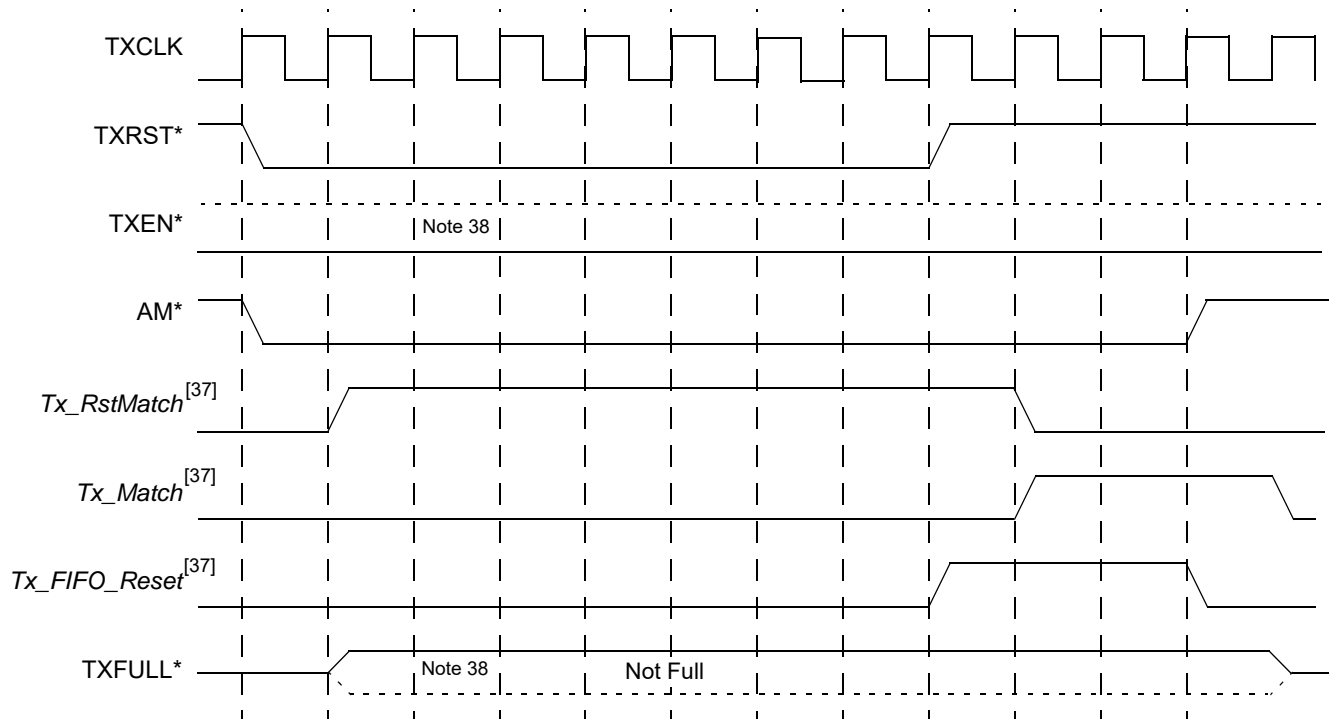 TXCLK
TXRST*
TXEN*
Note 38
AM*
Tx_RstMatch[37]
Tx_Match[37]
Tx_FIFO_Reset[37]
TXFULL*
Note 38
Not Full